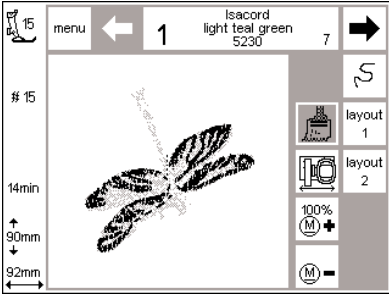 15
menu
1
Isacord
light teal green
5230
7
# 15
layout
1
layout
2
14min
100%
M +
90mm
M -
92mm